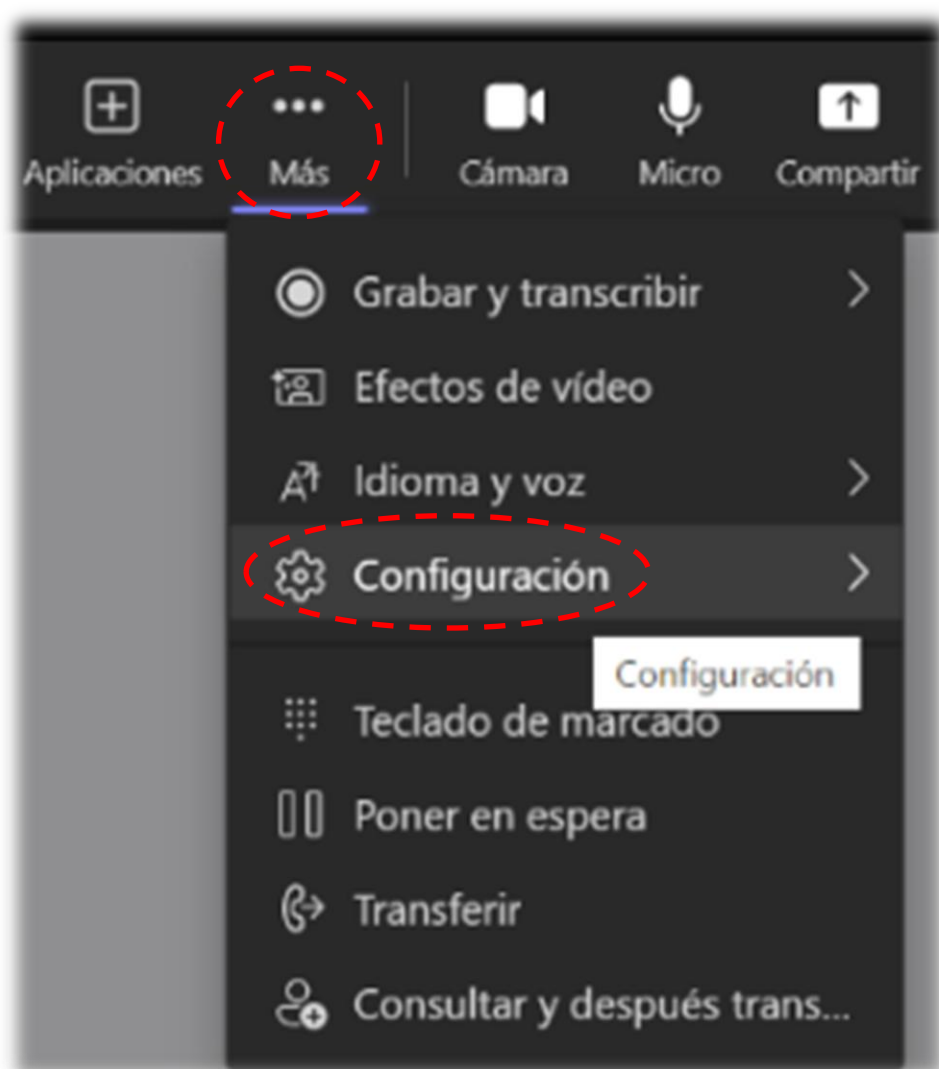 Aplicaciones Más Cámara Micro Compartir
Grabar y transcribir
Efectos de vídeo
Idioma y voz
Configuración
Configuración
Teclado de marcado
Poner en espera
Transferir
Consultar y después trans...